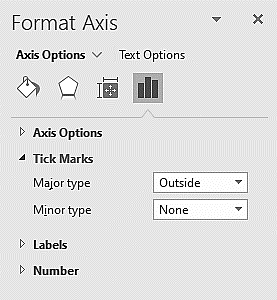 Format Axis
Axis Options Text Options
Axis Options
Tick Marks
Major type Outside
Minor type None
Labels
Number